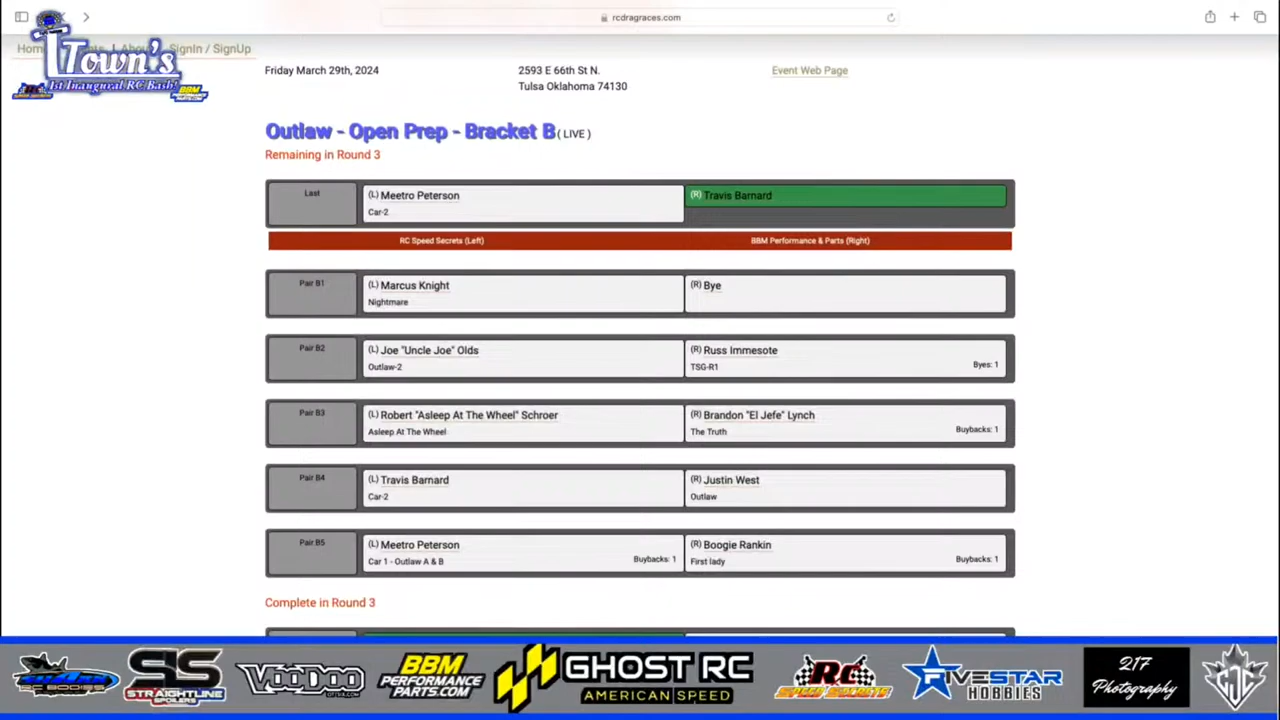 rcdragraces.com
SignIn / SignUp
T Town's
1st Inaugural RC Bash!
Friday March 29th, 2024
2593 E 66th St N.
Tulsa Oklahoma 74130
Event Web Page
Outlaw - Open Prep - Bracket B ( LIVE )
Remaining in Round 3
Last
(L) Meetro Peterson
Car-2
(R) Travis Barnard
RC Speed Secrets (Left)
BBM Performance & Parts (Right)
Pair B1
(L) Marcus Knight
Nightmare
(R) Bye
Pair B2
(L) Joe "Uncle Joe" Olds
Outlaw-2
(R) Russ Immesote
TSG-R1
Byes: 1
Pair B3
(L) Robert "Asleep At The Wheel" Schroer
Asleep At The Wheel
(R) Brandon "El Jefe" Lynch
The Truth
Buybacks: 1
Pair B4
(L) Travis Barnard
Car-2
(R) Justin West
Outlaw
Pair B5
(L) Meetro Peterson
Car 1 - Outlaw A & B
Buybacks: 1
(R) Boogie Rankin
First lady
Buybacks: 1
Complete in Round 3
RC BODIES
SLS
STRAIGHTLINE
SPOILERS
VOODOO
BBM
PERFORMANCE
PARTS.COM
GHOST RC
AMERICAN SPEED
RC
SPEED SECRETS
FIVESTAR
HOBBIES
217
Photography
CJC